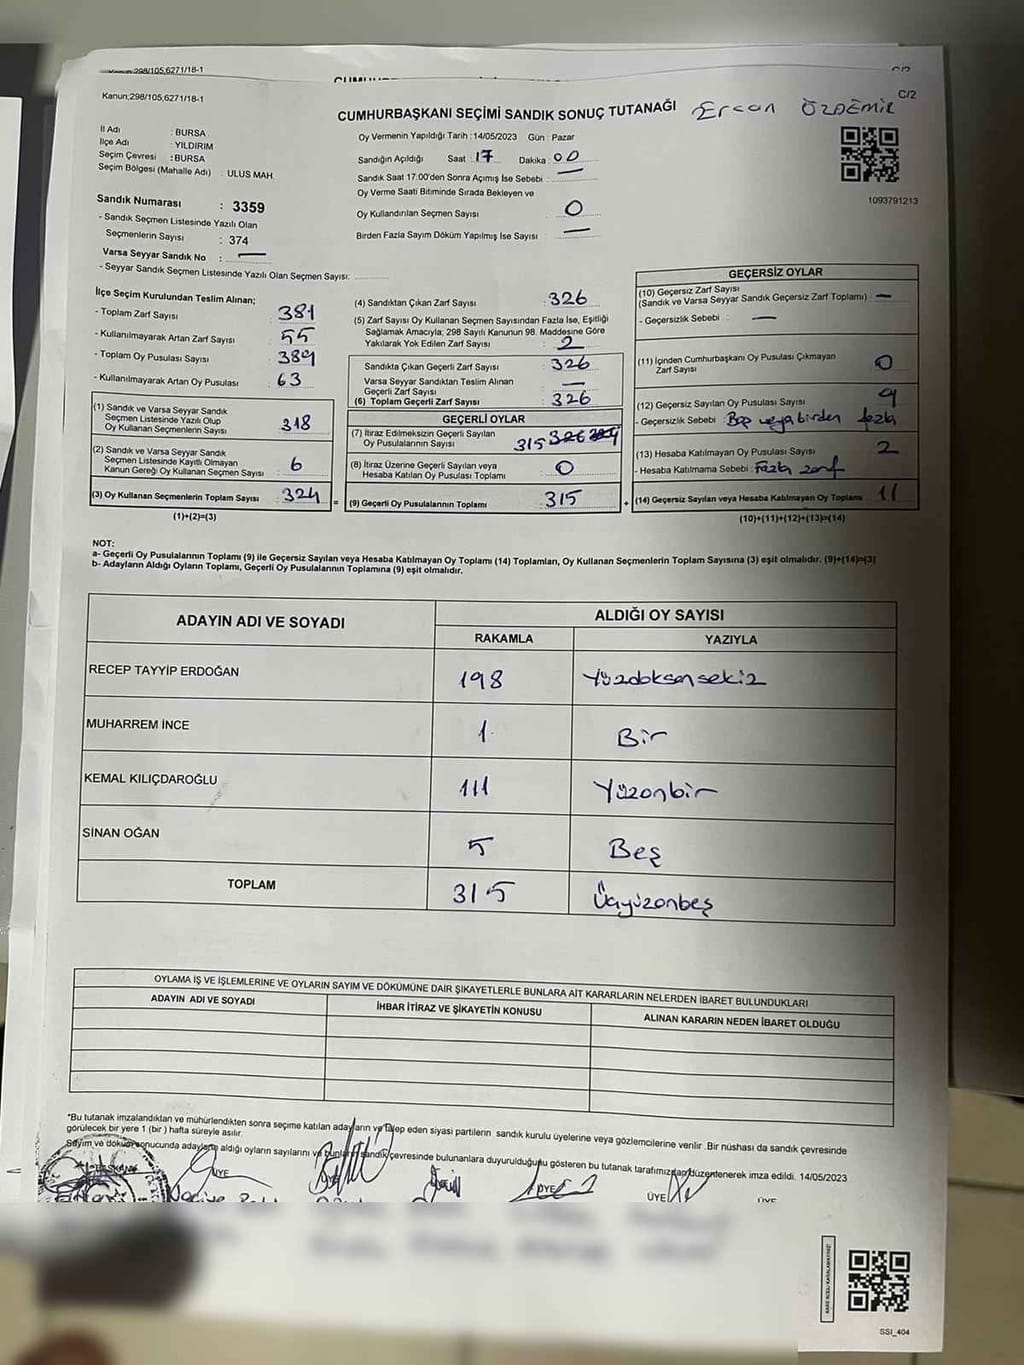 Kanun;298/105,6271/18-1
Kanun;298/105,6271/18-1
C/2
CUMHURBAŞKANI SEÇİMİ SANDIK SONUÇ TUTANAĞI
Ercan ÖZDEMİR
İl Adı : BURSA
İlçe Adı : YILDIRIM
Seçim Çevresi : BURSA
Seçim Bölgesi (Mahalle Adı) : ULUS MAH.
Oy Vermenin Yapıldığı Tarih : 14/05/2023 Gün : Pazar
Sandığın Açıldığı Saat : 17 Dakika : 00
Sandık Saat 17:00'den Sonra Açımış İse Sebebi : —
Oy Verme Saati Bitiminde Sırada Bekleyen ve
Oy Kullandırılan Seçmen Sayısı : 0
Birden Fazla Sayım Döküm Yapılmış İse Sayısı : —
1093791213
Sandık Numarası : 3359
- Sandık Seçmen Listesinde Yazılı Olan
Seçmenlerin Sayısı : 374
Varsa Seyyar Sandık No : —
- Seyyar Sandık Seçmen Listesinde Yazılı Olan Seçmen Sayısı:
İlçe Seçim Kurulundan Teslim Alınan;
- Toplam Zarf Sayısı : 381
- Kullanılmayarak Artan Zarf Sayısı : 55
- Toplam Oy Pusulası Sayısı : 389
- Kullanılmayarak Artan Oy Pusulası : 63
(1) Sandık ve Varsa Seyyar Sandık
Seçmen Listesinde Yazılı Olup
Oy Kullanan Seçmenlerin Sayısı : 318
(2) Sandık ve Varsa Seyyar Sandık
Seçmen Listesinde Kayıtlı Olmayan
Kanun Gereği Oy Kullanan Seçmen Sayısı : 6
(3) Oy Kullanan Seçmenlerin Toplam Sayısı : 324 =
(1)+(2)=(3)
(4) Sandıktan Çıkan Zarf Sayısı : 326
(5) Zarf Sayısı Oy Kullanan Seçmen Sayısından Fazla İse, Eşitliği
Sağlamak Amacıyla; 298 Sayılı Kanunun 98. Maddesine Göre
Yakılarak Yok Edilen Zarf Sayısı : 2
Sandıkta Çıkan Geçerli Zarf Sayısı : 326
Varsa Seyyar Sandıktan Teslim Alınan
Geçerli Zarf Sayısı : —
(6) Toplam Geçerli Zarf Sayısı : 326
GEÇERLİ OYLAR
(7) İtiraz Edilmeksizin Geçerli Sayılan
Oy Pusulalarının Sayısı : 315 326
(8) İtiraz Üzerine Geçerli Sayılan veya
Hesaba Katılan Oy Pusulası Toplamı : 0
(9) Geçerli Oy Pusulalarının Toplamı : 315 +
GEÇERSİZ OYLAR
(10) Geçersiz Zarf Sayısı
(Sandık ve Varsa Seyyar Sandık Geçersiz Zarf Toplamı) : —
- Geçersizlik Sebebi : —
(11) İçinden Cumhurbaşkanı Oy Pusulası Çıkmayan
Zarf Sayısı : 0
(12) Geçersiz Sayılan Oy Pusulası Sayısı : 9
- Geçersizlik Sebebi : Boş veya birden fazla
(13) Hesaba Katılmayan Oy Pusulası Sayısı : 2
- Hesaba Katılmama Sebebi : Fazla zarf
(14) Geçersiz Sayılan veya Hesaba Katılmayan Oy Toplamı : 11
(10)+(11)+(12)+(13)=(14)
NOT:
a- Geçerli Oy Pusulalarının Toplamı (9) ile Geçersiz Sayılan veya Hesaba Katılmayan Oy Toplamı (14) Toplamları, Oy Kullanan Seçmenlerin Toplam Sayısına (3) eşit olmalıdır. (9)+(14)=(3)
b- Adayların Aldığı Oyların Toplamı, Geçerli Oy Pusulalarının Toplamına (9) eşit olmalıdır.
ADAYIN ADI VE SOYADI
ALDIĞI OY SAYISI
RAKAMLA YAZIYLA
RECEP TAYYİP ERDOĞAN 198 Yüzdoksansekiz
MUHARREM İNCE 1 Bir
KEMAL KILIÇDAROĞLU 111 Yüzonbir
SİNAN OĞAN 5 Beş
TOPLAM 315 Üçyüzonbeş
OYLAMA İŞ VE İŞLEMLERİNE VE OYLARIN SAYIM VE DÖKÜMÜNE DAİR ŞİKAYETLERLE BUNLARA AİT KARARLARIN NELERDEN İBARET BULUNDUKLARI
ADAYIN ADI VE SOYADI İHBAR İTİRAZ VE ŞİKAYETİN KONUSU ALINAN KARARIN NEDEN İBARET OLDUĞU
*Bu tutanak imzalandıktan ve mühürlendikten sonra seçime katılan adayların ve talep eden siyasi partilerin sandık kurulu üyelerine veya gözlemcilerine verilir .Bir nüshası da sandık çevresinde
görülecek bir yere 1 (bir ) hafta süreyle asılır.
Sayım ve döküm sonucunda adayların aldığı oyların sayılarını ve bunların sandık çevresinde bulunanlara duyurulduğunu gösteren bu tutanak tarafımızdan düzenlenerek imza edildi. 14/05/2023
BAŞKAN ÜYE ÜYE ÜYE ÜYE
SSİ_404